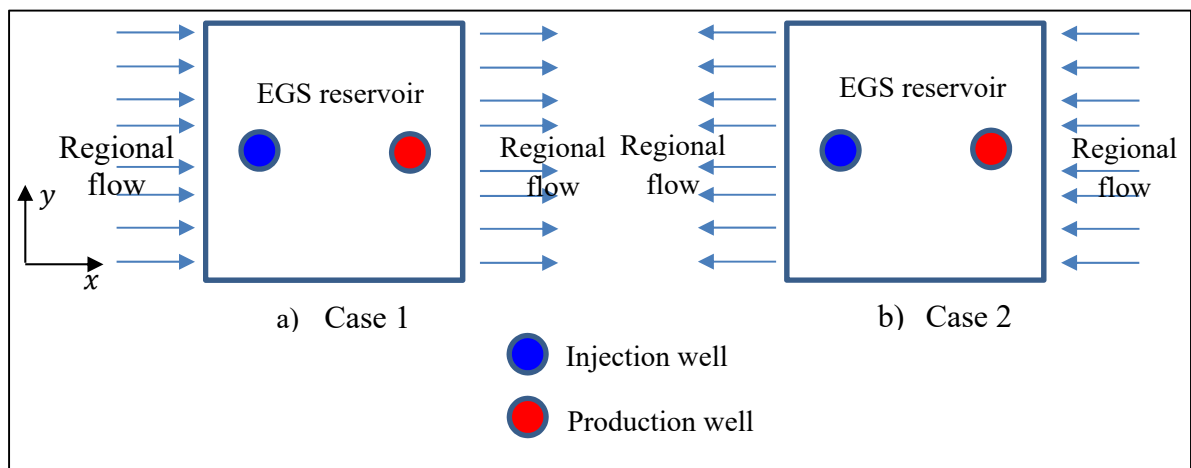 EGS reservoir
Regional
flow
Regional
flow
y
x
a) Case 1
EGS reservoir
Regional
flow
Regional
flow
b) Case 2
Injection well
Production well